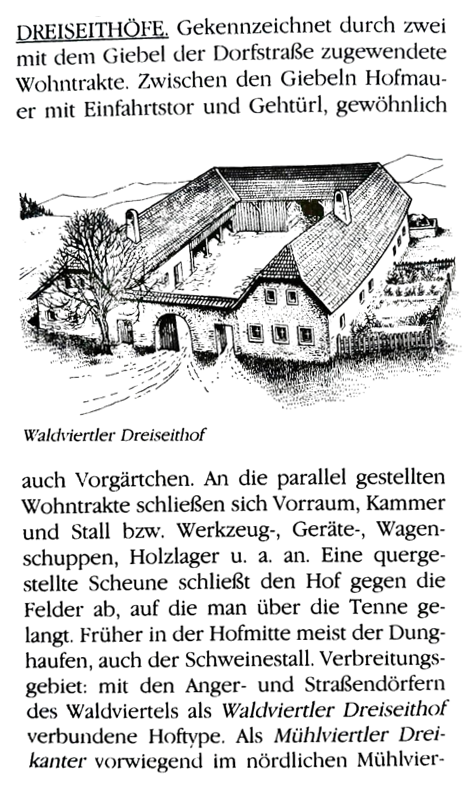 DREISEITHÖFE. Gekennzeichnet durch zwei
mit dem Giebel der Dorfstraße zugewendete
Wohntrakte. Zwischen den Giebeln Hofmau-
er mit Einfahrtstor und Gehtürl, gewöhnlich
Waldviertler Dreiseithof
auch Vorgärtchen. An die parallel gestellten
Wohntrakte schließen sich Vorraum, Kammer
und Stall bzw. Werkzeug-, Geräte-, Wagen-
schuppen, Holzlager u. a. an. Eine querge-
stellte Scheune schließt den Hof gegen die
Felder ab, auf die man über die Tenne ge-
langt. Früher in der Hofmitte meist der Dung-
haufen, auch der Schweinestall. Verbreitungs-
gebiet: mit den Anger- und Straßendörfern
des Waldviertels als Waldviertler Dreiseithof
verbundene Hoftype. Als Mühlviertler Drei-
kanter vorwiegend im nördlichen Mühlvier-